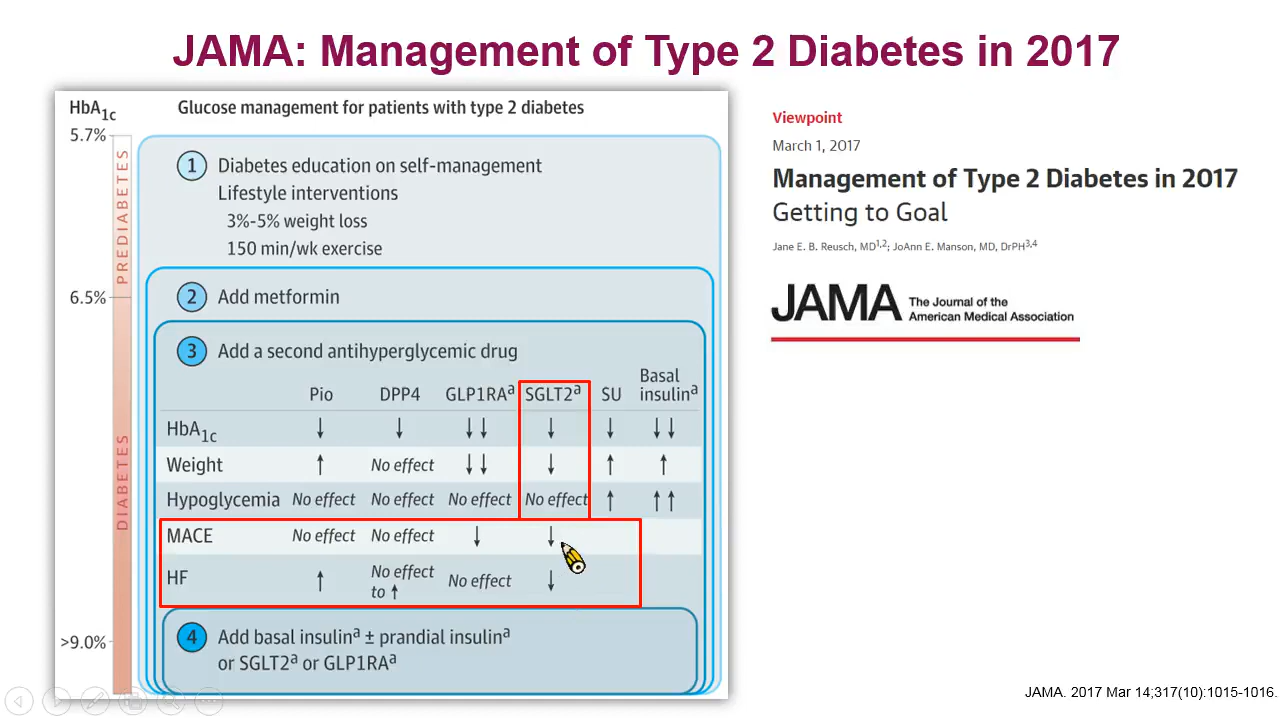 JAMA: Management of Type 2 Diabetes in 2017
HbA1c Glucose management for patients with type 2 diabetes
5.7%
PREDIABETES
6.5%
DIABETES
>9.0%
1 Diabetes education on self-management
Lifestyle interventions
3%-5% weight loss
150 min/wk exercise
2 Add metformin
3 Add a second antihyperglycemic drug
Pio DPP4 GLP1RAa SGLT2a SU Basal insulina
HbA1c ↓ ↓ ↓↓ ↓ ↓ ↓↓
Weight ↑ No effect ↓↓ ↓ ↑ ↑
Hypoglycemia No effect No effect No effect No effect ↑ ↑↑
MACE No effect No effect ↓ ↓
HF ↑ No effect to ↑ No effect ↓
4 Add basal insulina ± prandial insulina
or SGLT2a or GLP1RAa
Viewpoint
March 1, 2017
Management of Type 2 Diabetes in 2017
Getting to Goal
Jane E. B. Reusch, MD1,2; JoAnn E. Manson, MD, DrPH3,4
JAMA The Journal of the
American Medical Association
JAMA. 2017 Mar 14;317(10):1015-1016.